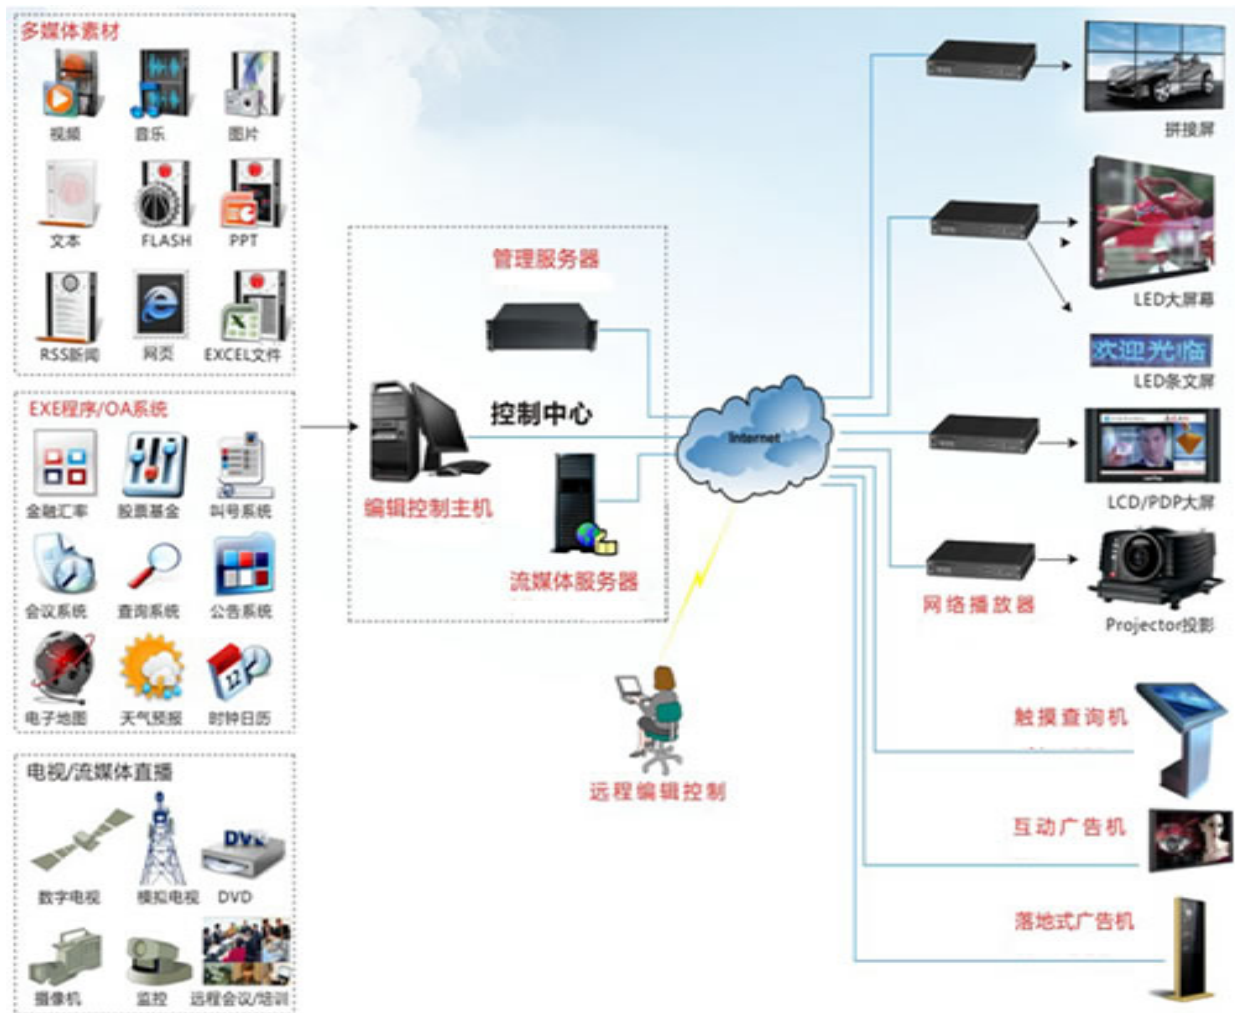 多媒体素材
视频 音乐 图片
文本 FLASH PPT
RSS新闻 网页 EXCEL文件
EXE程序/OA系统
金融汇率 股票基金 叫号系统
会议系统 查询系统 公告系统
12
电子地图 天气预报 时钟日历
电视/流媒体直播
DVD
数字电视 模拟电视 DVD
摄像机 监控 远程会议/培训
管理服务器
控制中心
编辑控制主机
流媒体服务器
Internet
远程编辑控制
拼接屏
LED大屏幕
欢迎光临
LED条文屏
LCD/PDP大屏
网络播放器
Projector投影
触摸查询机
互动广告机
落地式广告机